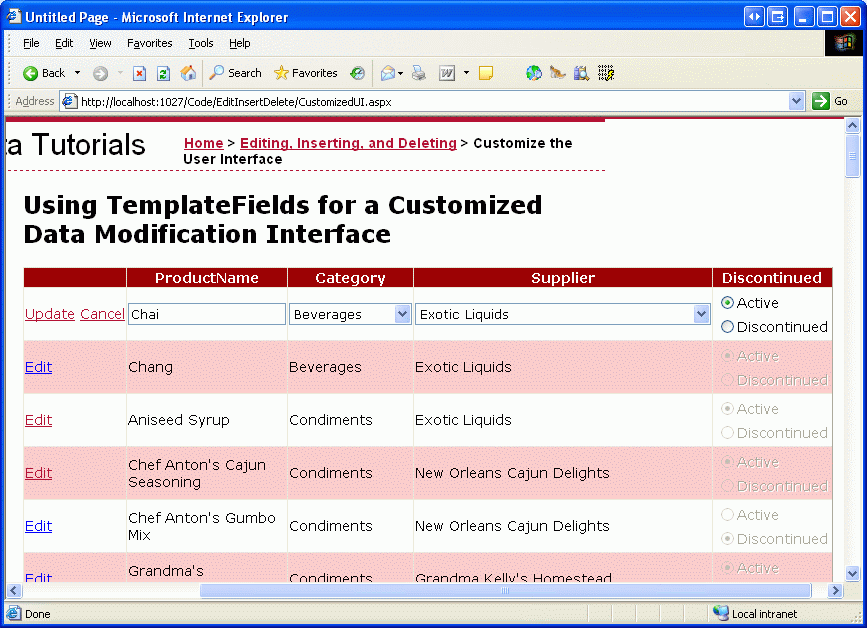 Untitled Page - Microsoft Internet Explorer
File Edit View Favorites Tools Help
Back Search Favorites
Address http://localhost:1027/Code/EditInsertDelete/CustomizedUI.aspx Go
ta Tutorials
Home > Editing, Inserting, and Deleting > Customize the
User Interface
Using TemplateFields for a Customized
Data Modification Interface
ProductName Category Supplier Discontinued
Update Cancel Chai Beverages Exotic Liquids Active
Discontinued
Edit Chang Beverages Exotic Liquids Active
Discontinued
Edit Aniseed Syrup Condiments Exotic Liquids Active
Discontinued
Edit Chef Anton's Cajun
Seasoning Condiments New Orleans Cajun Delights Active
Discontinued
Edit Chef Anton's Gumbo
Mix Condiments New Orleans Cajun Delights Active
Discontinued
Edit Grandma's Condiments Grandma Kelly's Homestead Active
Done Local intranet